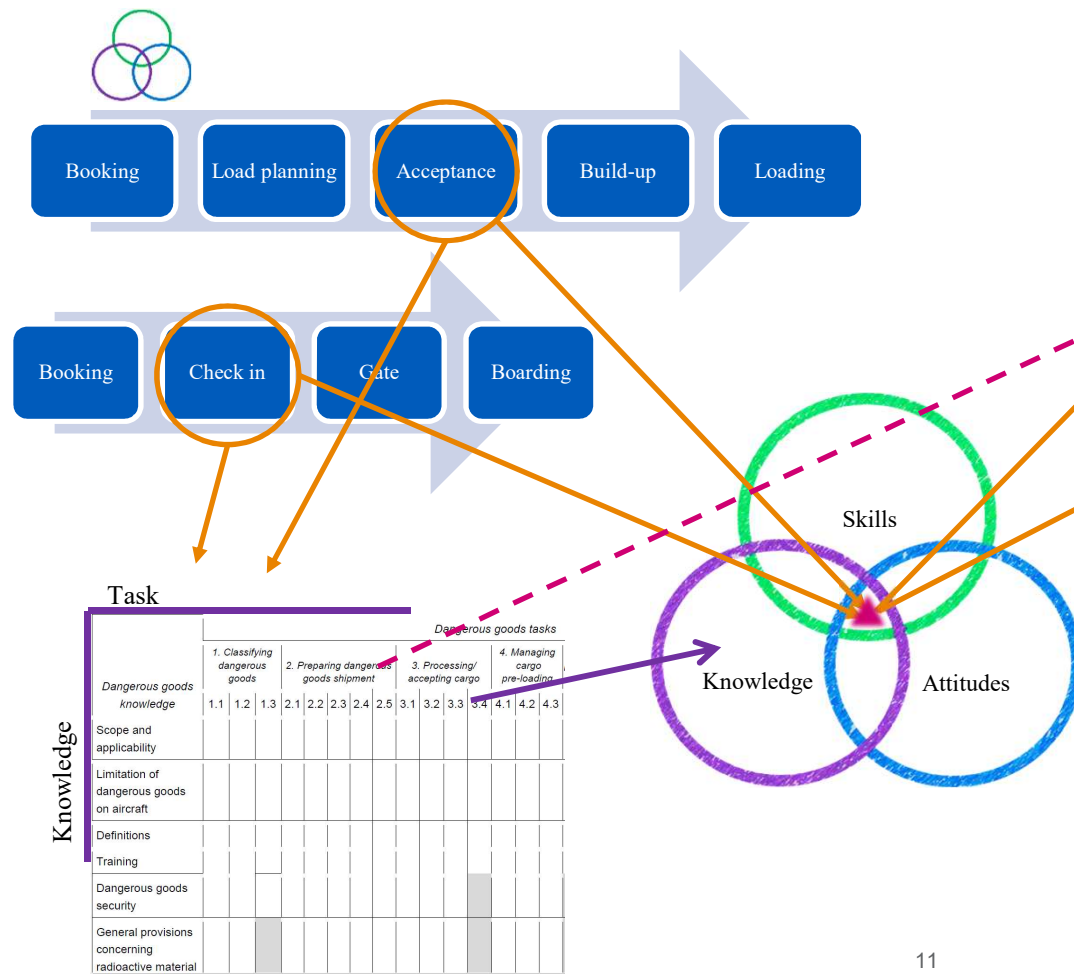 Booking
Load planning
Acceptance
Build-up
Loading
Booking
Check in
Gate
Boarding
Skills
Knowledge
Attitudes
Task
Knowledge
Dangerous goods tasks
Dangerous goods
knowledge
1. Classifying
dangerous
goods
2. Preparing dangerous
goods shipment
3. Processing/
accepting cargo
4. Managing
cargo
pre-loading
1.1 1.2 1.3 2.1 2.2 2.3 2.4 2.5 3.1 3.2 3.3 3.4 4.1 4.2 4.3
Scope and
applicability
Limitation of
dangerous goods
on aircraft
Definitions
Training
Dangerous goods
security
General provisions
concerning
radioactive material
11